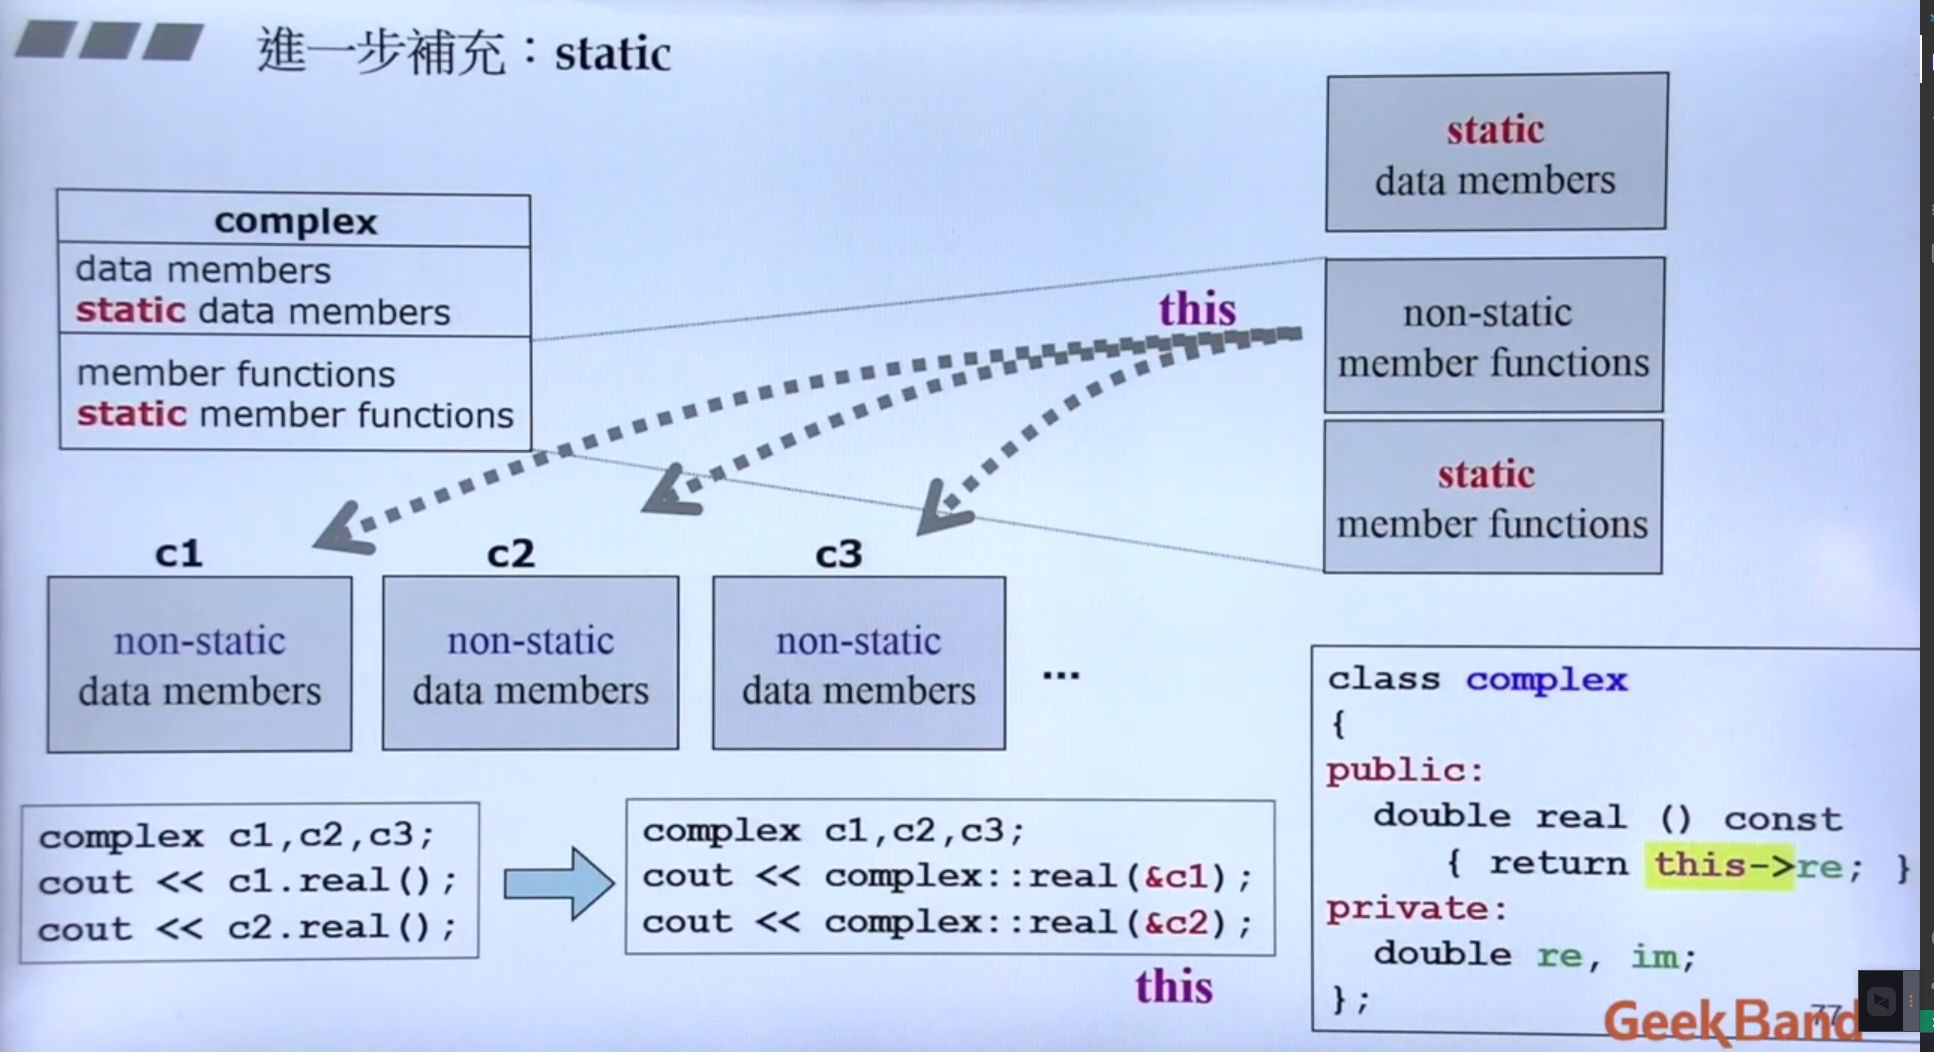 進一步補充：static
static
data members
complex
data members
static data members
member functions
static member functions
this
non-static
member functions
static
member functions
c1
c2
c3
non-static
data members
non-static
data members
non-static
data members
...
complex c1,c2,c3;
cout << c1.real();
cout << c2.real();
complex c1,c2,c3;
cout << complex::real(&c1);
cout << complex::real(&c2);
this
class complex
{
public:
double real () const
{ return this->re; }
private:
double re, im;
};
GeekBand
77